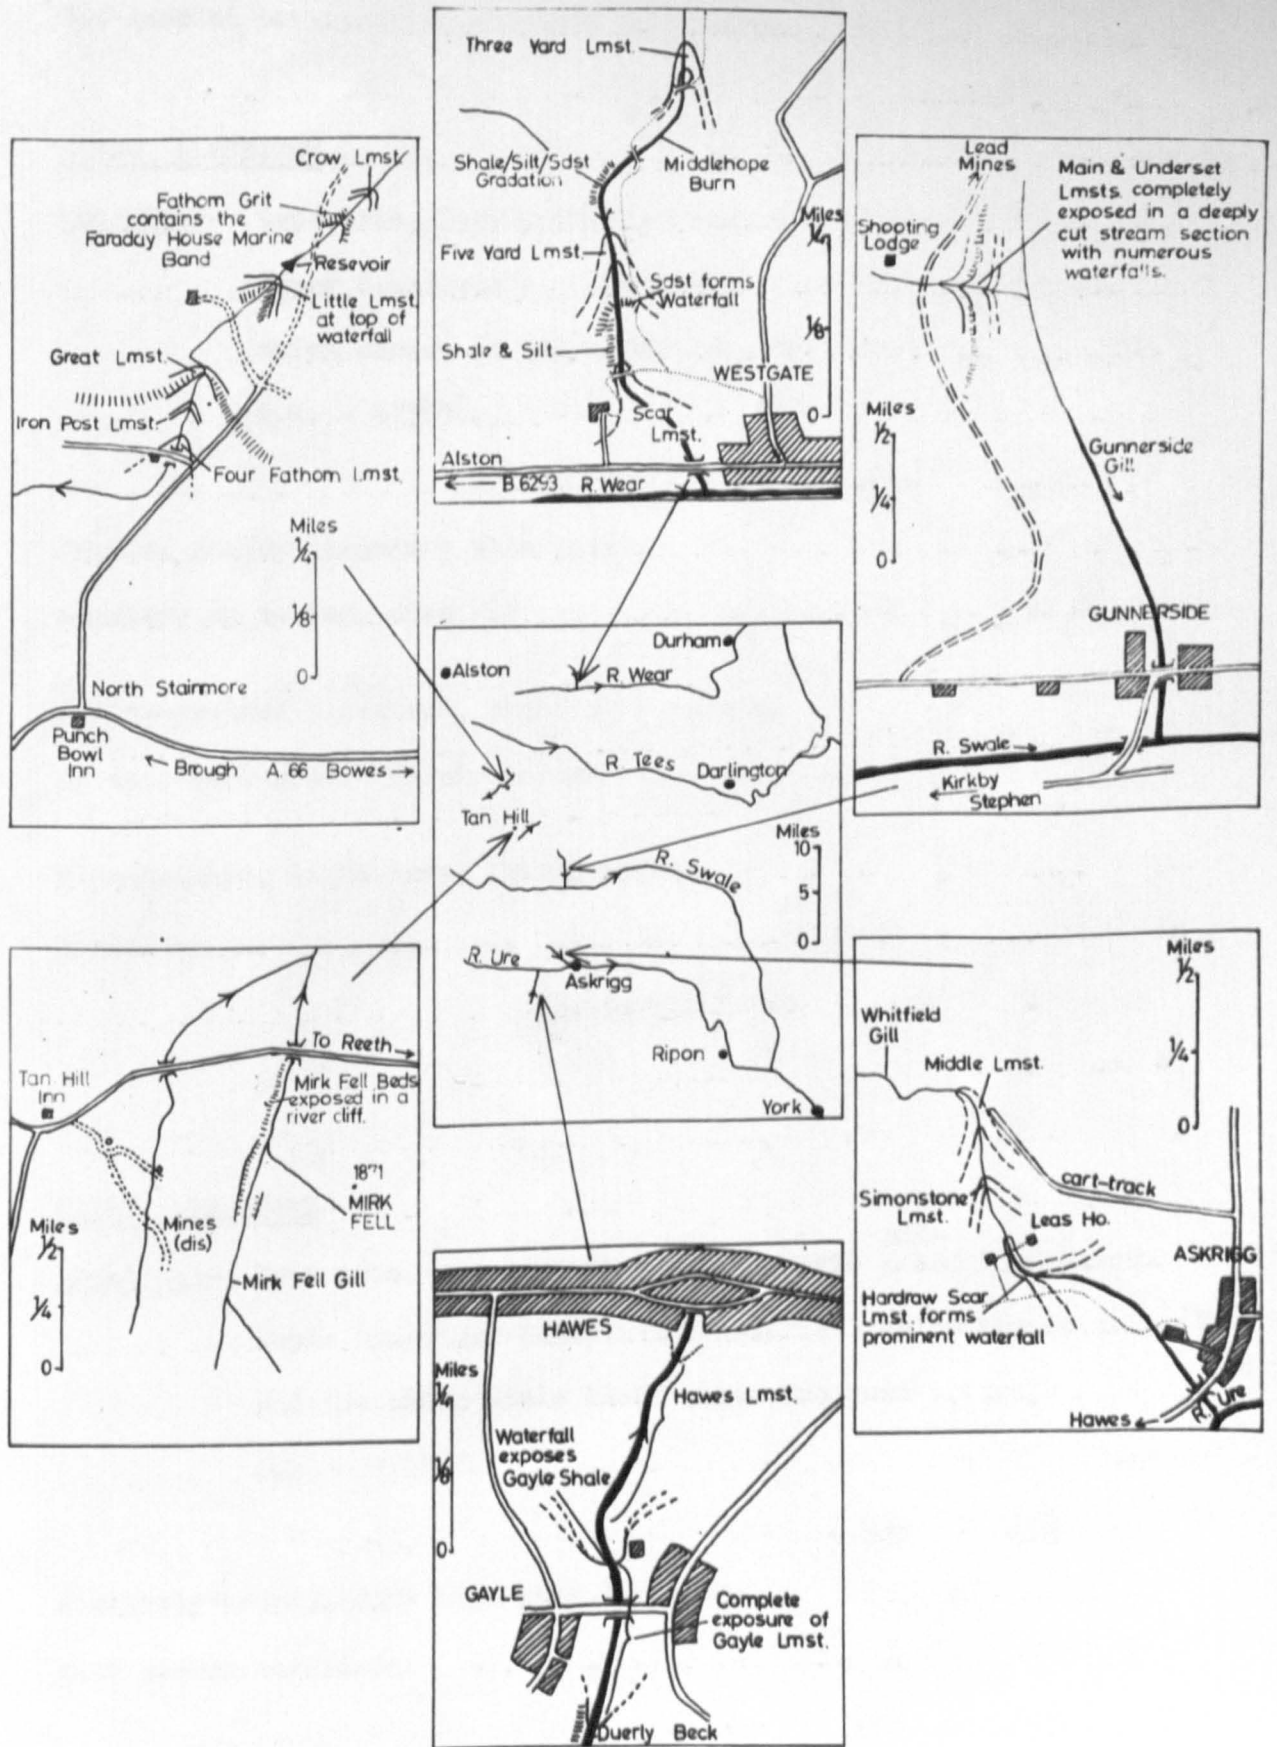 Three Yard Lmst.
Shale/Silt/Sdst
Gradation
Middlehope
Burn
Miles
1/4
1/8
0
Five Yard Lmst.
Sdst forms
Waterfall
Shale & Silt
WESTGATE
Scar
Lmst.
Alston
B 6293 R. Wear
Crow Lmst.
Fathom Grit
contains the
Faraday House Marine
Band
Resevoir
Little Lmst.
at top of
waterfall
Great Lmst.
Iron Post Lmst.
Four Fathom Lmst.
Miles
1/4
1/8
0
North Stainmore
Punch
Bowl
Inn
Brough A. 66 Bowes
Lead
Mines
Main & Underset
Lmsts. completely
exposed in a deeply
cut stream section
with numerous
waterfalls.
Shooting
Lodge
Miles
1/2
1/4
0
Gunnerside
Gill
GUNNERSIDE
R. Swale
Kirkby
Stephen
Durham
Alston
R. Wear
R. Tees
Darlington
Tan Hill
Miles
10
5
0
R. Swale
R. Ure
Askrigg
Ripon
York
To Reeth
Tan Hill
Inn
Mirk Fell Beds
exposed in a
river cliff.
1871
MIRK
FELL
Mines
(dis)
Miles
1/2
1/4
0
Mirk Fell Gill
Miles
1/2
1/4
0
Whitfield
Gill
Middle Lmst.
cart-track
Simonstone
Lmst.
Leas Ho.
ASKRIGG
Hardraw Scar
Lmst. forms
prominent waterfall
R. Ure
Hawes
HAWES
Miles
1/4
1/8
0
Hawes Lmst.
Waterfall
exposes
Gayle Shale
GAYLE
Complete
exposure of
Gayle Lmst.
Duerly Beck